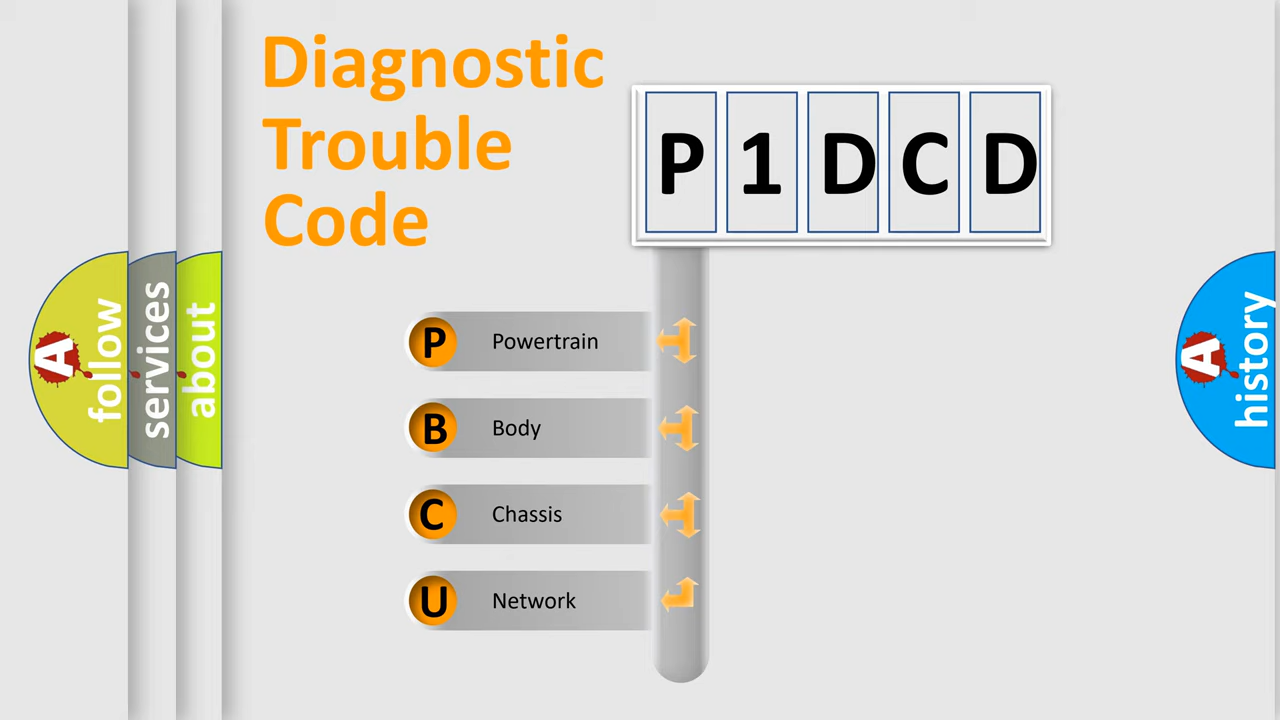 Diagnostic
Trouble
Code
P 1 D C D
P Powertrain
B Body
C Chassis
U Network
A follow
services
about
A history